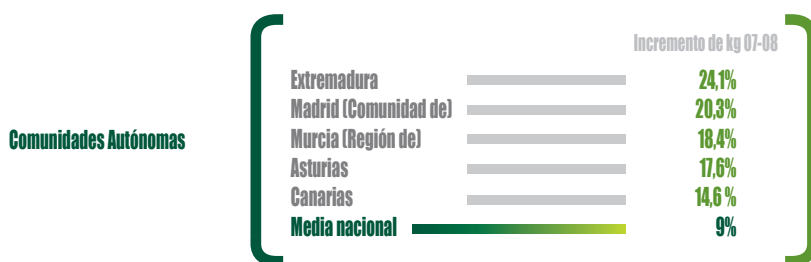 Incremento de kg 07-08
Extremadura 24,1%
Madrid (Comunidad de) 20,3%
Murcia (Región de) 18,4%
Comunidades Autónomas
Asturias 17,6%
Canarias 14,6 %
Media nacional 9%